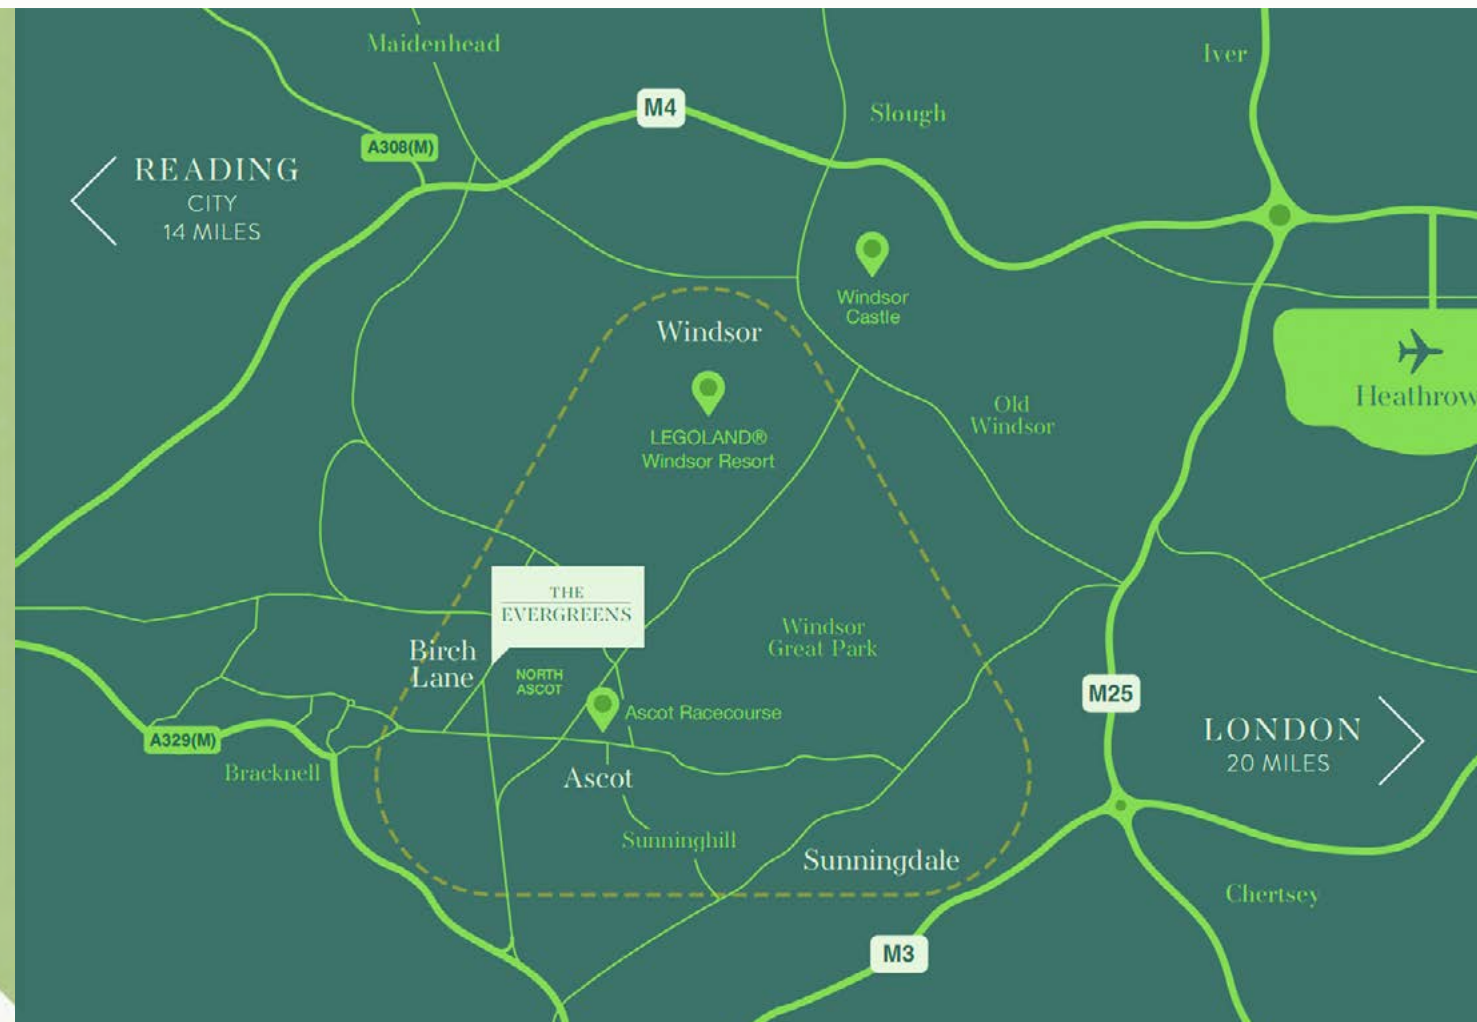 Maidenhead
Iver
M4
Slough
A308(M)
READING
CITY
14 MILES
Windsor
Castle
Windsor
Heathrow
LEGOLAND®
Windsor Resort
Old
Windsor
THE
EVERGREENS
Birch
Lane
NORTH
ASCOT
Windsor
Great Park
M25
Ascot Racecourse
A329(M)
Bracknell
LONDON
20 MILES
Ascot
Sunninghill
Sunningdale
Chertsey
M3